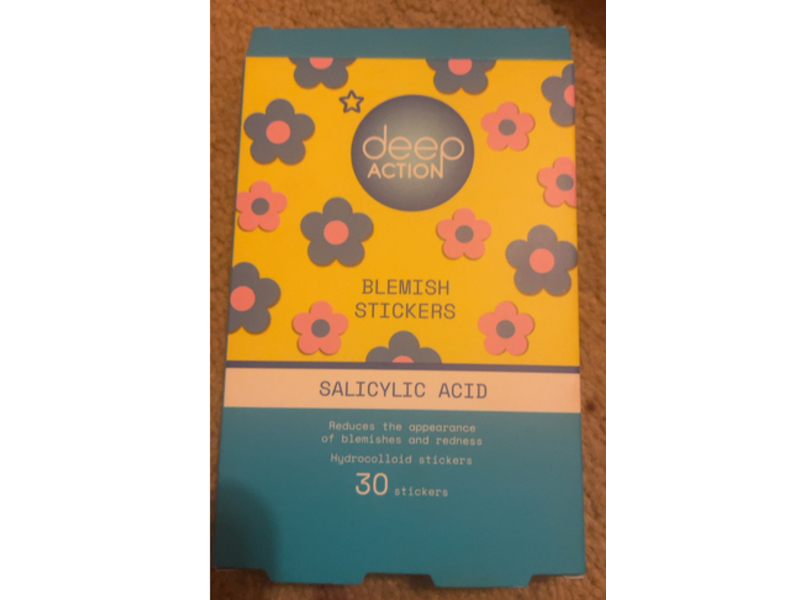 deep
ACTION
BLEMISH
STICKERS
SALICYLIC ACID
Reduces the appearance
of blemishes and redness
Hydrocolloid stickers
30 stickers